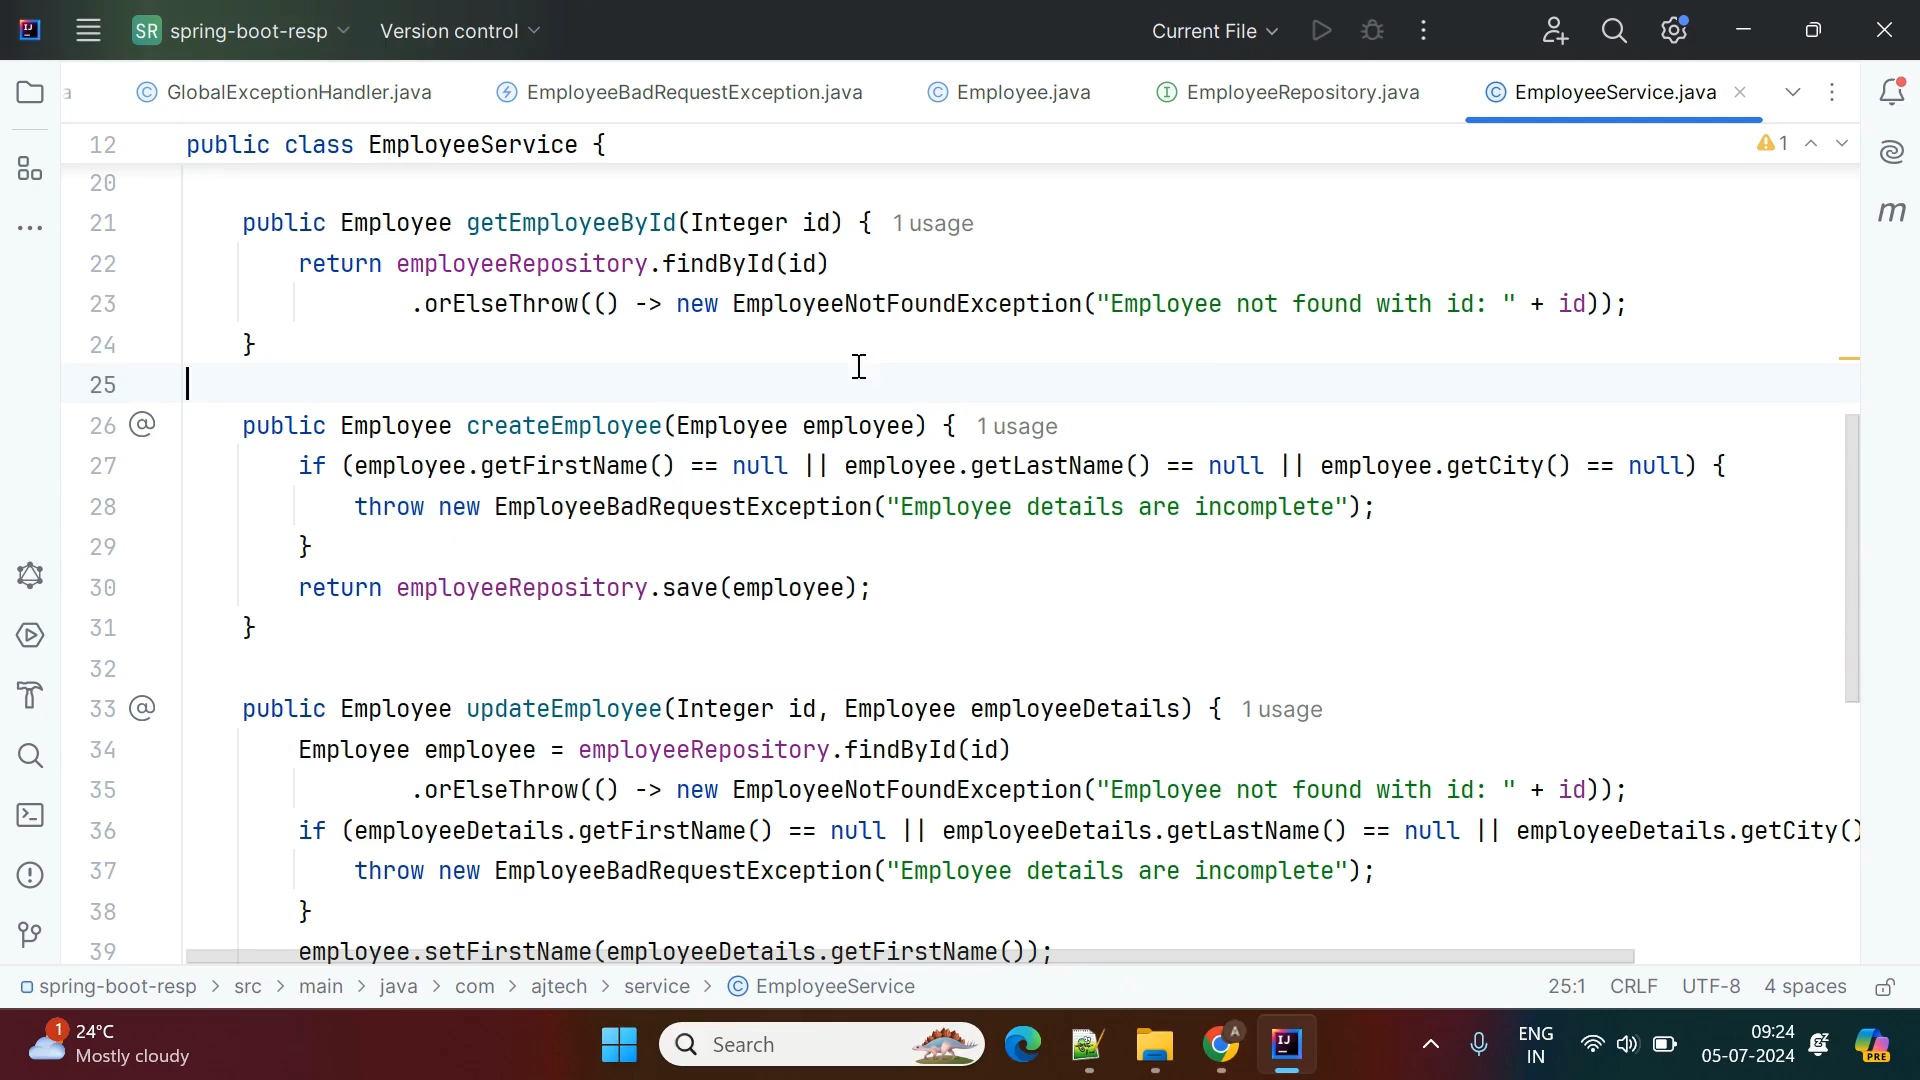 SR spring-boot-resp Version control Current File
a GlobalExceptionHandler.java EmployeeBadRequestException.java Employee.java EmployeeRepository.java EmployeeService.java
12 public class EmployeeService { 1
20
21 public Employee getEmployeeById(Integer id) { 1 usage
22 return employeeRepository.findById(id)
23 .orElseThrow(() -> new EmployeeNotFoundException("Employee not found with id: " + id));
24 }
25
26 @ public Employee createEmployee(Employee employee) { 1 usage
27 if (employee.getFirstName() == null || employee.getLastName() == null || employee.getCity() == null) {
28 throw new EmployeeBadRequestException("Employee details are incomplete");
29 }
30 return employeeRepository.save(employee);
31 }
32
33 @ public Employee updateEmployee(Integer id, Employee employeeDetails) { 1 usage
34 Employee employee = employeeRepository.findById(id)
35 .orElseThrow(() -> new EmployeeNotFoundException("Employee not found with id: " + id));
36 if (employeeDetails.getFirstName() == null || employeeDetails.getLastName() == null || employeeDetails.getCity()
37 throw new EmployeeBadRequestException("Employee details are incomplete");
38 }
39 employee.setFirstName(employeeDetails.getFirstName());
spring-boot-resp > src > main > java > com > ajtech > service > EmployeeService 25:1 CRLF UTF-8 4 spaces
1 24°C
Mostly cloudy
Search
A
IJ
ENG
IN
09:24
05-07-2024
PRE